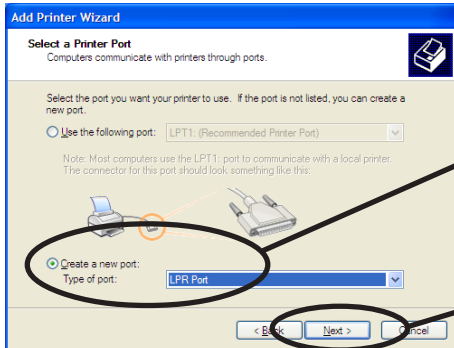 Add Printer Wizard
Select a Printer Port
Computers communicate with printers through ports.
Select the port you want your printer to use. If the port is not listed, you can create a
new port.
Use the following port: LPT1: (Recommended Printer Port)
Note: Most computers use the LPT1: port to communicate with a local printer.
The connector for this port should look something like this:
Create a new port:
Type of port: LPR Port
< Back Next > Cancel